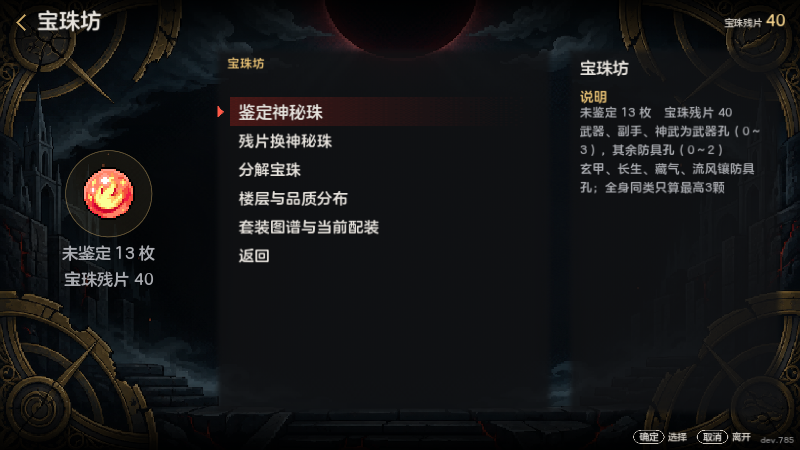 宝珠坊
宝珠残片 40
宝珠坊
鉴定神秘珠
残片换神秘珠
分解宝珠
楼层与品质分布
套装图谱与当前配装
返回
未鉴定 13 枚
宝珠残片 40
宝珠坊
说明
未鉴定 13 枚　宝珠残片 40
武器、副手、神武为武器孔（0～
3），其余防具孔（0～2）
玄甲、长生、藏气、流风镶防具
孔；全身同类只算最高3颗
确定 选择 取消 离开
dev.785